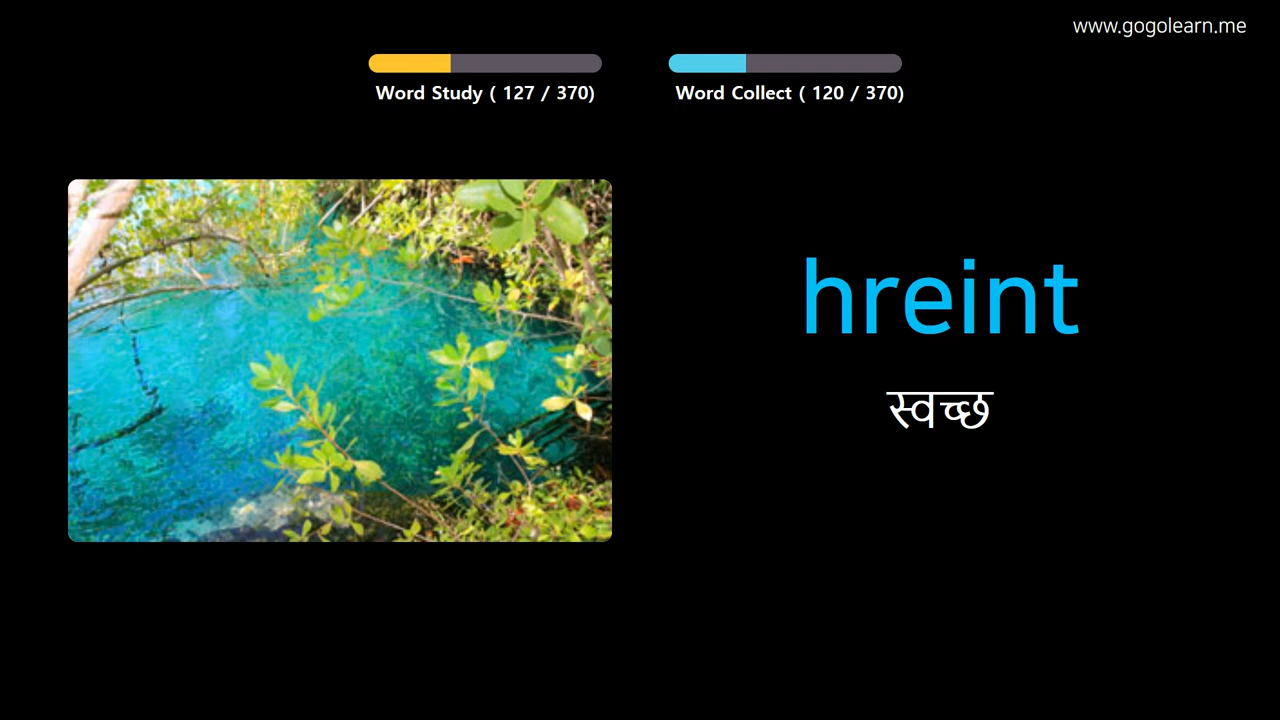 www.gogolearn.me
Word Study ( 127 / 370)
Word Collect ( 120 / 370)
hreint
स्वच्छ